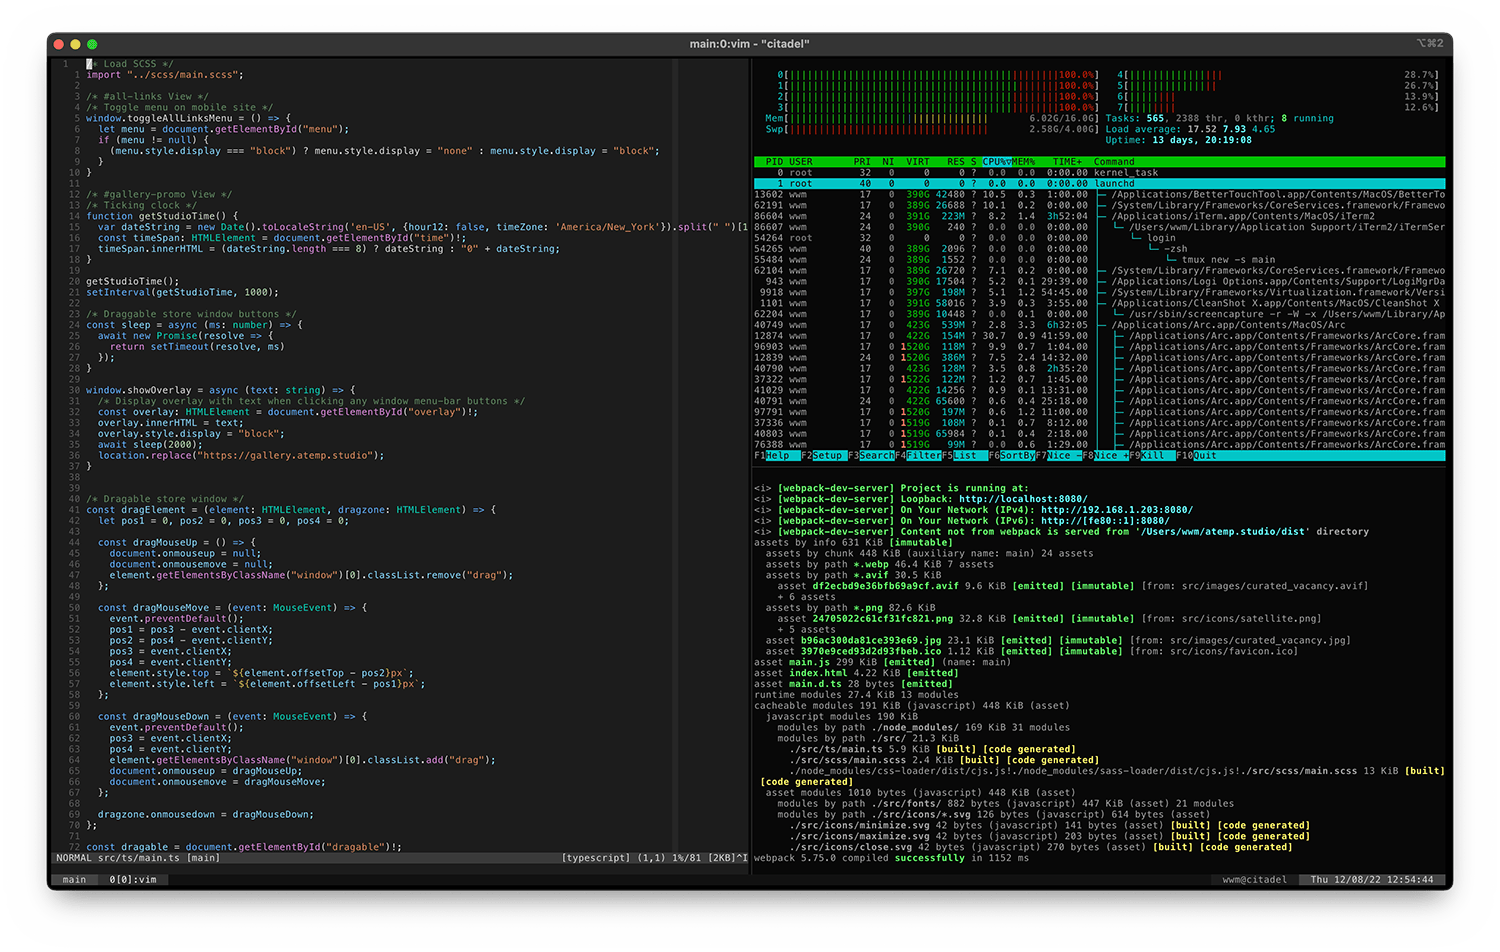 main:0:vim - "citadel"
⌥⌘2
1 /* Load SCSS */
1 import "../scss/main.scss";
2
3 /* #all-links View */
4 /* Toggle menu on mobile site */
5 window.toggleAllLinksMenu = () => {
6 let menu = document.getElementById("menu");
7 if (menu !== null) {
8 (menu.style.display === "block") ? menu.style.display = "none" : menu.style.display = "block";
9 }
10 }
11
12 /* #gallery-promo View */
13 /* Ticking clock */
14 function getStudioTime() {
15 var dateString = new Date().toLocaleString('en-US', {hour12: false, timeZone: 'America/New_York'}).split(" ")[1
16 const timeSpan: HTMLElement = document.getElementById("time")!;
17 timeSpan.innerHTML = (dateString.length === 8) ? dateString : "0" + dateString;
18 }
19
20 getStudioTime();
21 setInterval(getStudioTime, 1000);
22
23 /* Draggable store window buttons */
24 const sleep = async (ms: number) => {
25 await new Promise(resolve => {
26 return setTimeout(resolve, ms)
27 });
28 }
29
30 window.showOverlay = async (text: string) => {
31 /* Display overlay with text when clicking any window menu-bar buttons */
32 const overlay: HTMLElement = document.getElementById("overlay")!;
33 overlay.innerHTML = text;
34 overlay.style.display = "block";
35 await sleep(2000);
36 location.replace("https://gallery.atemp.studio");
37 }
38
39
40 /* Dragable store window */
41 const dragElement = (element: HTMLElement, dragzone: HTMLElement) => {
42 let pos1 = 0, pos2 = 0, pos3 = 0, pos4 = 0;
43
44 const dragMouseUp = () => {
45 document.onmouseup = null;
46 document.onmousemove = null;
47 element.getElementsByClassName("window")[0].classList.remove("drag");
48 };
49
50 const dragMouseMove = (event: MouseEvent) => {
51 event.preventDefault();
52 pos1 = pos3 - event.clientX;
53 pos2 = pos4 - event.clientY;
54 pos3 = event.clientX;
55 pos4 = event.clientY;
56 element.style.top = `${element.offsetTop - pos2}px`;
57 element.style.left = `${element.offsetLeft - pos1}px`;
58 };
59
60 const dragMouseDown = (event: MouseEvent) => {
61 event.preventDefault();
62 pos3 = event.clientX;
63 pos4 = event.clientY;
64 element.getElementsByClassName("window")[0].classList.add("drag");
65 document.onmouseup = dragMouseUp;
66 document.onmousemove = dragMouseMove;
67 };
68
69 dragzone.onmousedown = dragMouseDown;
70 };
71
72 const dragable = document.getElementById("dragable")!;
NORMAL src/ts/main.ts [main] [typescript] (1,1) 1%/81 [2KB]^I
0[100.0%] 4[28.7%]
1[100.0%] 5[26.7%]
2[100.0%] 6[13.9%]
3[100.0%] 7[12.6%]
Mem[6.02G/16.0G] Tasks: 565, 2388 thr, 0 kthr; 8 running
Swp[2.58G/4.00G] Load average: 17.52 7.93 4.65
Uptime: 13 days, 20:19:08
PID USER PRI NI VIRT RES S CPU%▽MEM% TIME+ Command
0 root 32 0 0 0 ? 0.0 0.0 0:00.00 kernel_task
1 root 40 0 0 0 ? 0.0 0.0 0:00.00 launchd
13602 wwm 17 0 390G 42480 ? 10.5 0.3 1:00.00 ├─ /Applications/BetterTouchTool.app/Contents/MacOS/BetterTo
62191 wwm 17 0 389G 26688 ? 10.1 0.2 0:00.00 ├─ /System/Library/Frameworks/CoreServices.framework/Framewo
86604 wwm 24 0 391G 223M ? 8.2 1.4 3h52:04 ├─ /Applications/iTerm.app/Contents/MacOS/iTerm2
86607 wwm 24 0 390G 240 ? 0.0 0.0 0:00.00 │ └─ /Users/wwm/Library/Application Support/iTerm2/iTermSer
54264 root 32 0 0 0 ? 0.0 0.0 0:00.00 │ └─ login
54265 wwm 40 0 389G 2096 ? 0.0 0.0 0:00.00 │ └─ -zsh
55484 wwm 24 0 389G 1552 ? 0.0 0.0 0:00.00 │ └─ tmux new -s main
62104 wwm 17 0 389G 26720 ? 7.1 0.2 0:00.00 ├─ /System/Library/Frameworks/CoreServices.framework/Framewo
943 wwm 17 0 390G 17504 ? 5.2 0.1 29:39.00 ├─ /Applications/Logi Options.app/Contents/Support/LogiMgrDa
9918 wwm 17 0 397G 198M ? 5.1 1.2 54:45.00 ├─ /System/Library/Frameworks/Virtualization.framework/Versi
1101 wwm 17 0 391G 58016 ? 3.9 0.3 3:55.00 ├─ /Applications/CleanShot X.app/Contents/MacOS/CleanShot X
62204 wwm 17 0 389G 10448 ? 0.0 0.1 0:00.00 │ └─ /usr/sbin/screencapture -r -W -x /Users/wwm/Library/Ap
40749 wwm 17 0 423G 539M ? 2.8 3.3 6h32:05 ├─ /Applications/Arc.app/Contents/MacOS/Arc
12874 wwm 17 0 422G 154M ? 30.7 0.9 41:59.00 │ ├─ /Applications/Arc.app/Contents/Frameworks/ArcCore.fram
96903 wwm 17 0 1520G 118M ? 9.9 0.7 1:04.00 │ ├─ /Applications/Arc.app/Contents/Frameworks/ArcCore.fram
12839 wwm 24 0 1520G 386M ? 7.5 2.4 14:32.00 │ ├─ /Applications/Arc.app/Contents/Frameworks/ArcCore.fram
40790 wwm 17 0 423G 128M ? 3.5 0.8 2h35:20 │ ├─ /Applications/Arc.app/Contents/Frameworks/ArcCore.fram
37322 wwm 17 0 1522G 122M ? 1.2 0.7 1:45.00 │ ├─ /Applications/Arc.app/Contents/Frameworks/ArcCore.fram
41029 wwm 17 0 422G 14256 ? 0.9 0.1 13:31.00 │ ├─ /Applications/Arc.app/Contents/Frameworks/ArcCore.fram
40791 wwm 24 0 422G 65600 ? 0.6 0.4 25:18.00 │ ├─ /Applications/Arc.app/Contents/Frameworks/ArcCore.fram
97791 wwm 17 0 1520G 197M ? 0.6 1.2 11:00.00 │ ├─ /Applications/Arc.app/Contents/Frameworks/ArcCore.fram
37336 wwm 17 0 1519G 108M ? 0.1 0.7 8:12.00 │ ├─ /Applications/Arc.app/Contents/Frameworks/ArcCore.fram
40803 wwm 17 0 1519G 65984 ? 0.1 0.4 2:18.00 │ ├─ /Applications/Arc.app/Contents/Frameworks/ArcCore.fram
76388 wwm 17 0 1519G 99M ? 0.0 0.6 1:29.00 │ ├─ /Applications/Arc.app/Contents/Frameworks/ArcCore.fram
F1Help F2Setup F3SearchF4FilterF5List F6SortByF7Nice -F8Nice +F9Kill F10Quit
<i> [webpack-dev-server] Project is running at:
<i> [webpack-dev-server] Loopback: http://localhost:8080/
<i> [webpack-dev-server] On Your Network (IPv4): http://192.168.1.203:8080/
<i> [webpack-dev-server] On Your Network (IPv6): http://[fe80::1]:8080/
<i> [webpack-dev-server] Content not from webpack is served from '/Users/wwm/atemp.studio/dist' directory
assets by info 631 KiB [immutable]
assets by chunk 448 KiB (auxiliary name: main) 24 assets
assets by path *.webp 46.4 KiB 7 assets
assets by path *.avif 30.5 KiB
asset df2ecbd9e36bfb69a9cf.avif 9.6 KiB [emitted] [immutable] [from: src/images/curated_vacancy.avif]
+ 6 assets
assets by path *.png 82.6 KiB
asset 24705022c61cf31fc821.png 32.8 KiB [emitted] [immutable] [from: src/icons/satellite.png]
+ 5 assets
asset b96ac300da81ce393e69.jpg 23.1 KiB [emitted] [immutable] [from: src/images/curated_vacancy.jpg]
asset 3970e9ced93d2d93fbeb.ico 1.12 KiB [emitted] [immutable] [from: src/icons/favicon.ico]
asset main.js 299 KiB [emitted] (name: main)
asset index.html 4.22 KiB [emitted]
asset main.d.ts 28 bytes [emitted]
runtime modules 27.4 KiB 13 modules
cacheable modules 191 KiB (javascript) 448 KiB (asset)
javascript modules 190 KiB
modules by path ./node_modules/ 169 KiB 31 modules
modules by path ./src/ 21.3 KiB
./src/ts/main.ts 5.9 KiB [built] [code generated]
./src/scss/main.scss 2.4 KiB [built] [code generated]
./node_modules/css-loader/dist/cjs.js!./node_modules/sass-loader/dist/cjs.js!./src/scss/main.scss 13 KiB [built]
[code generated]
asset modules 1010 bytes (javascript) 448 KiB (asset)
modules by path ./src/fonts/ 882 bytes (javascript) 447 KiB (asset) 21 modules
modules by path ./src/icons/*.svg 126 bytes (javascript) 614 bytes (asset)
./src/icons/minimize.svg 42 bytes (javascript) 141 bytes (asset) [built] [code generated]
./src/icons/maximize.svg 42 bytes (javascript) 203 bytes (asset) [built] [code generated]
./src/icons/close.svg 42 bytes (javascript) 270 bytes (asset) [built] [code generated]
webpack 5.75.0 compiled successfully in 1152 ms
main 0[0]:vim wwm@citadel Thu 12/08/22 12:54:44